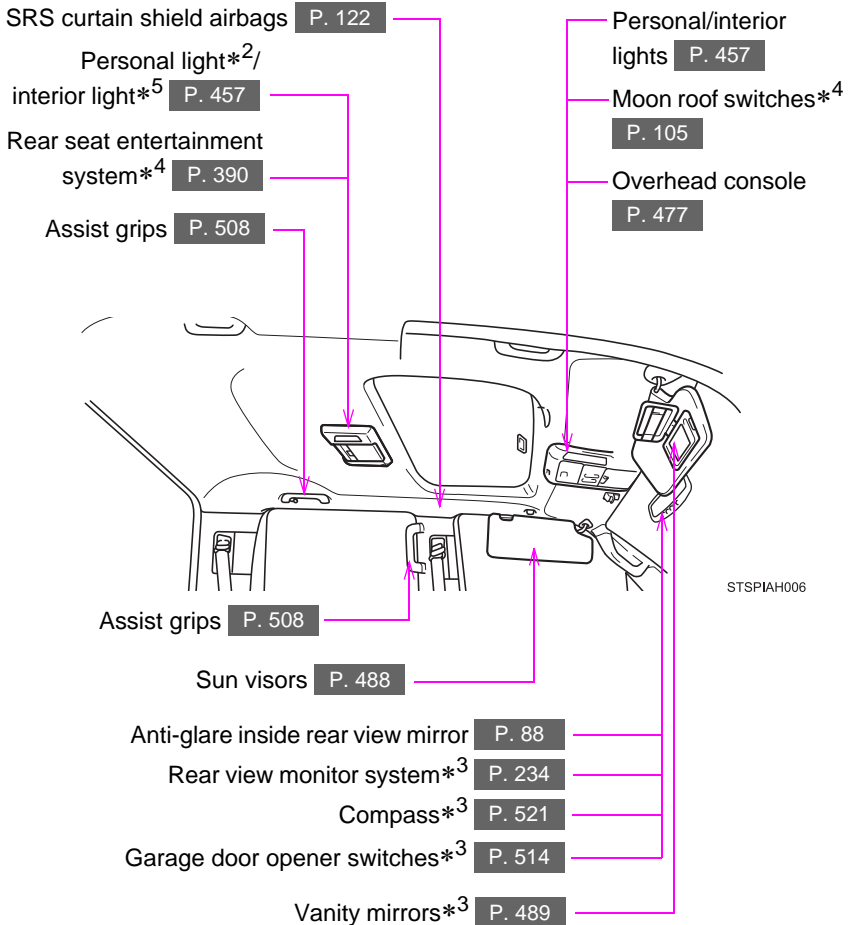 SRS curtain shield airbags P. 122
Personal light*2/
interior light*5 P. 457
Rear seat entertainment
system*4 P. 390
Assist grips P. 508
Personal/interior
lights P. 457
Moon roof switches*4
P. 105
Overhead console
P. 477
STSPIAH006
Assist grips P. 508
Sun visors P. 488
Anti-glare inside rear view mirror P. 88
Rear view monitor system*3 P. 234
Compass*3 P. 521
Garage door opener switches*3 P. 514
Vanity mirrors*3 P. 489